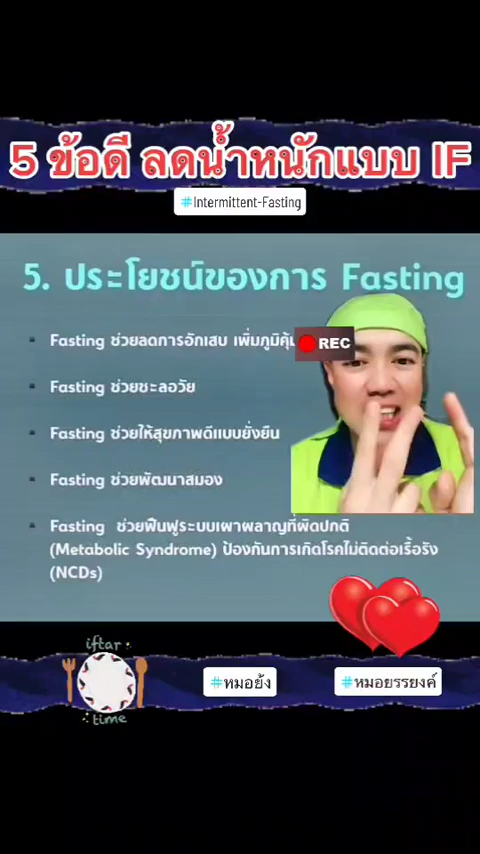 5 ข้อดี ลดน้ำหนักแบบ IF
#Intermittent-Fasting
5. ประโยชน์ของการ Fasting
Fasting ช่วยลดการอักเสบ เพิ่มภูมิคุ้
REC
Fasting ช่วยชะลอวัย
Fasting ช่วยให้สุขภาพดีแบบยั่งยืน
Fasting ช่วยพัฒนาสมอง
Fasting ช่วยฟื้นฟูระบบเผาผลาญที่ผิดปกติ
(Metabolic Syndrome) ป้องกันการเกิดโรคไม่ติดต่อเรื้อรัง
(NCDs)
iftar
time
#หมอยัง
#หมอยรรยงค์